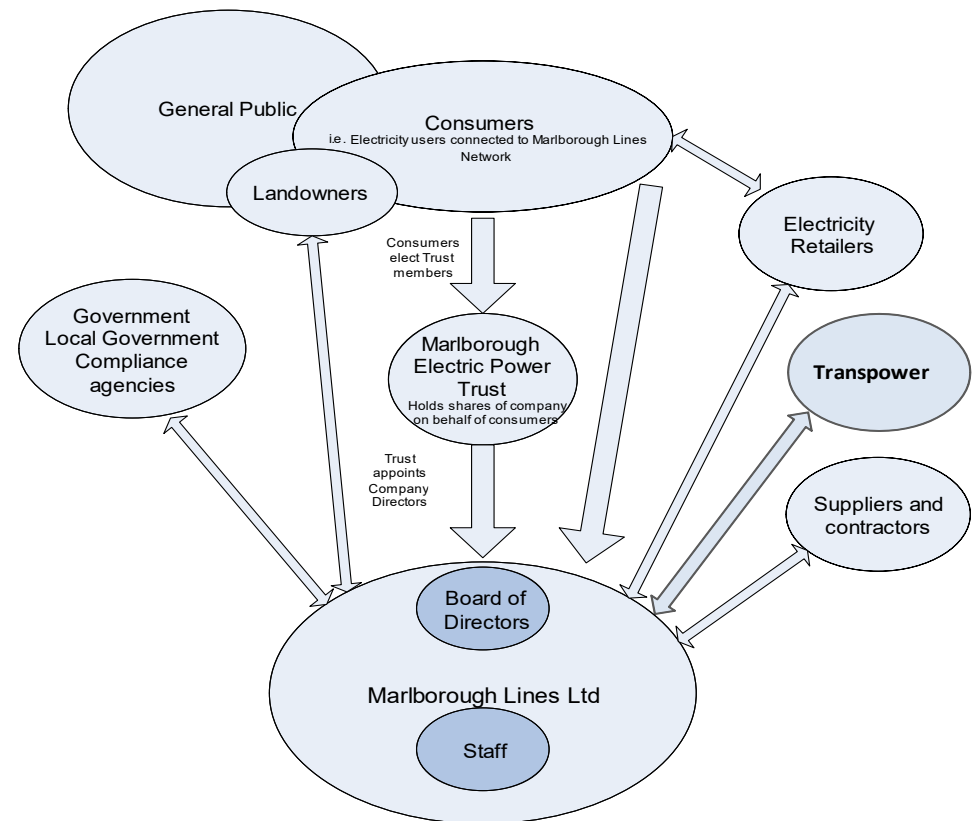 General Public
Consumers
i.e. Electricity users connected to Marlborough Lines
Network
Landowners
Electricity
Retailers
Consumers
elect Trust
members
Government
Local Government
Compliance
agencies
Marlborough
Electric Power
Trust
Holds shares of company
on behalf of consumers
Transpower
Trust
appoints
Company
Directors
Suppliers and
contractors
Board of
Directors
Marlborough Lines Ltd
Staff